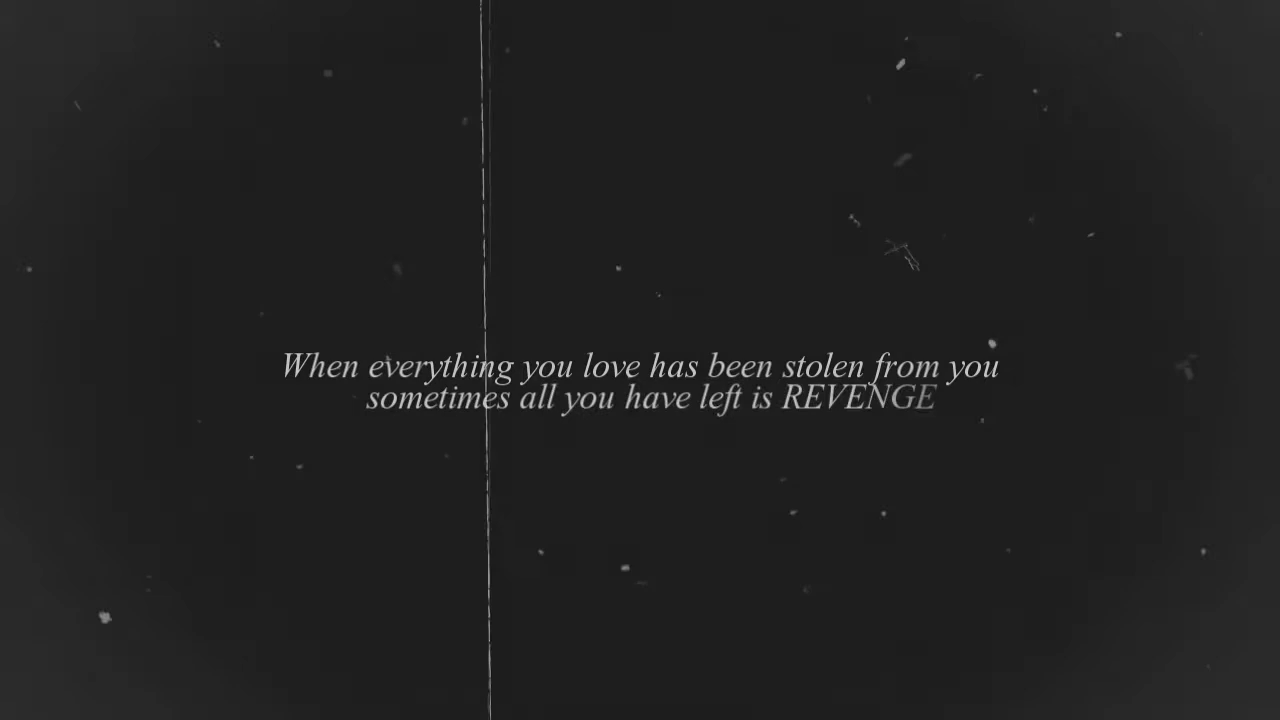 When everything you love has been stolen from you
sometimes all you have left is REVENGE